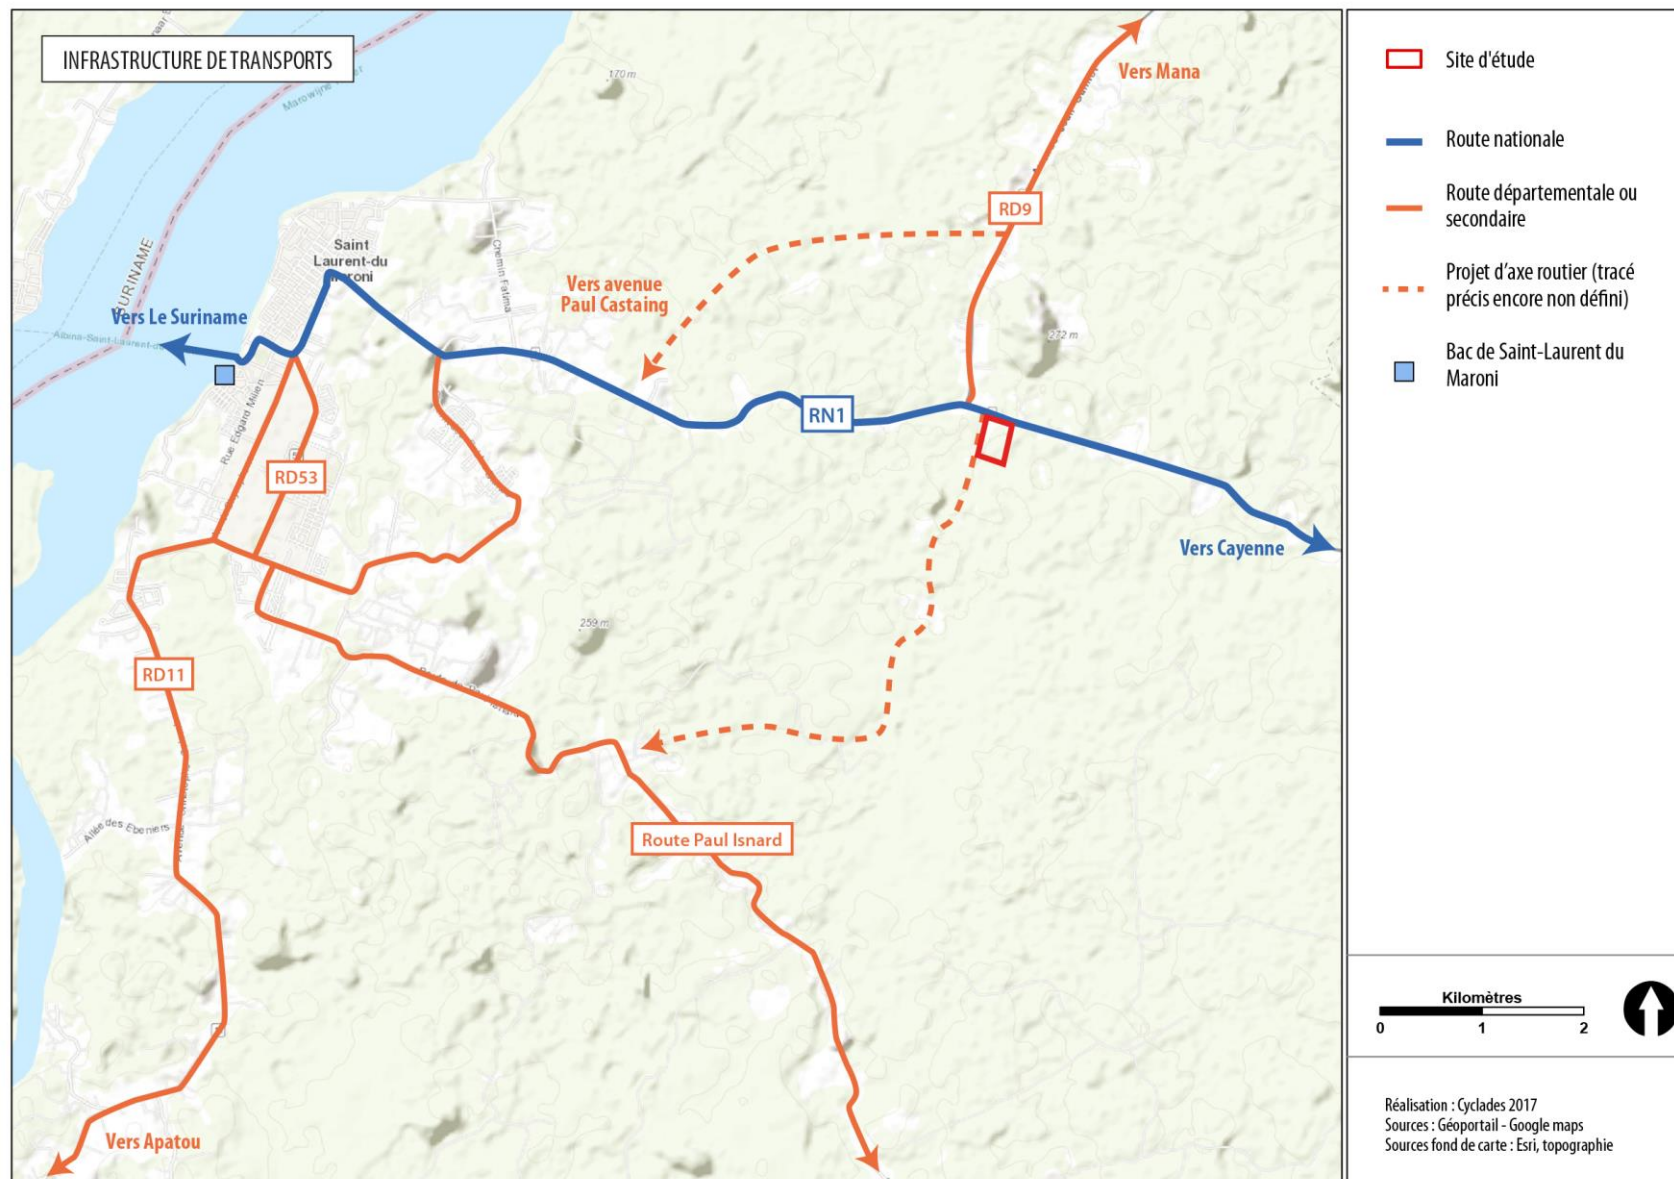 INFRASTRUCTURE DE TRANSPORTS
170 m
Marowijne
Vers Mana
RD9
SURINAME
Saint
Laurent-du
Maroni
Chemin Fatima
Vers avenue
Paul Castaing
Vers Le Suriname
272 m
Rue Edgard Milien
RN1
RD53
Vers Cayenne
259 m
RD11
Allée des Ebeniers
Route Paul Isnard
Vers Apatou
Site d'étude
Route nationale
Route départementale ou
secondaire
Projet d'axe routier (tracé
précis encore non défini)
Bac de Saint-Laurent du
Maroni
Kilomètres
0 1 2
Réalisation : Cyclades 2017
Sources : Géoportail - Google maps
Sources fond de carte : Esri, topographie